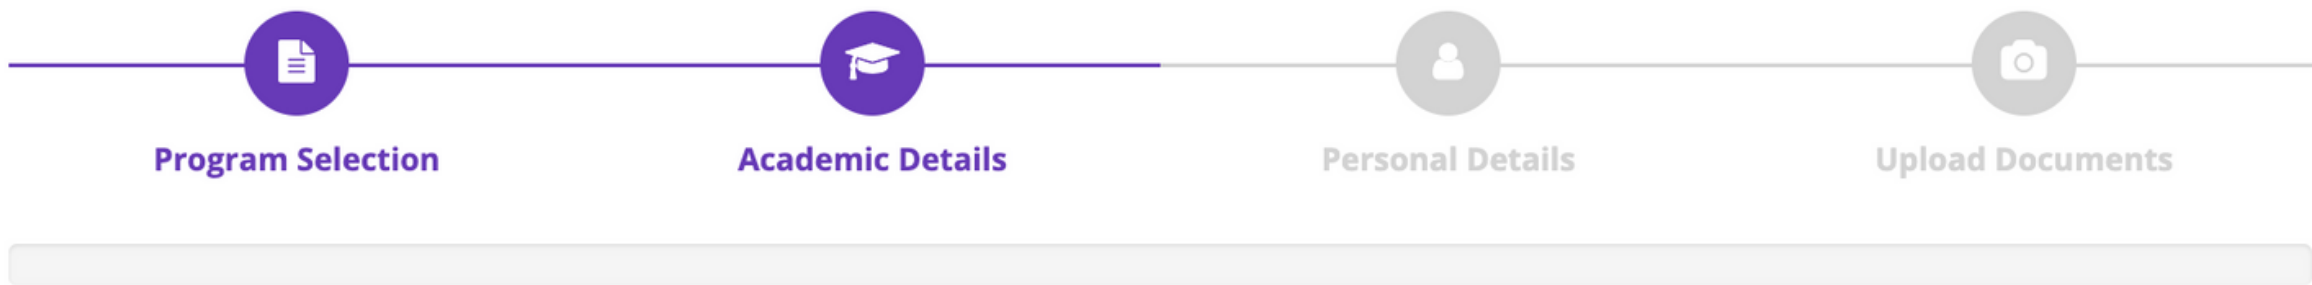 Program Selection
Academic Details
Personal Details
Upload Documents